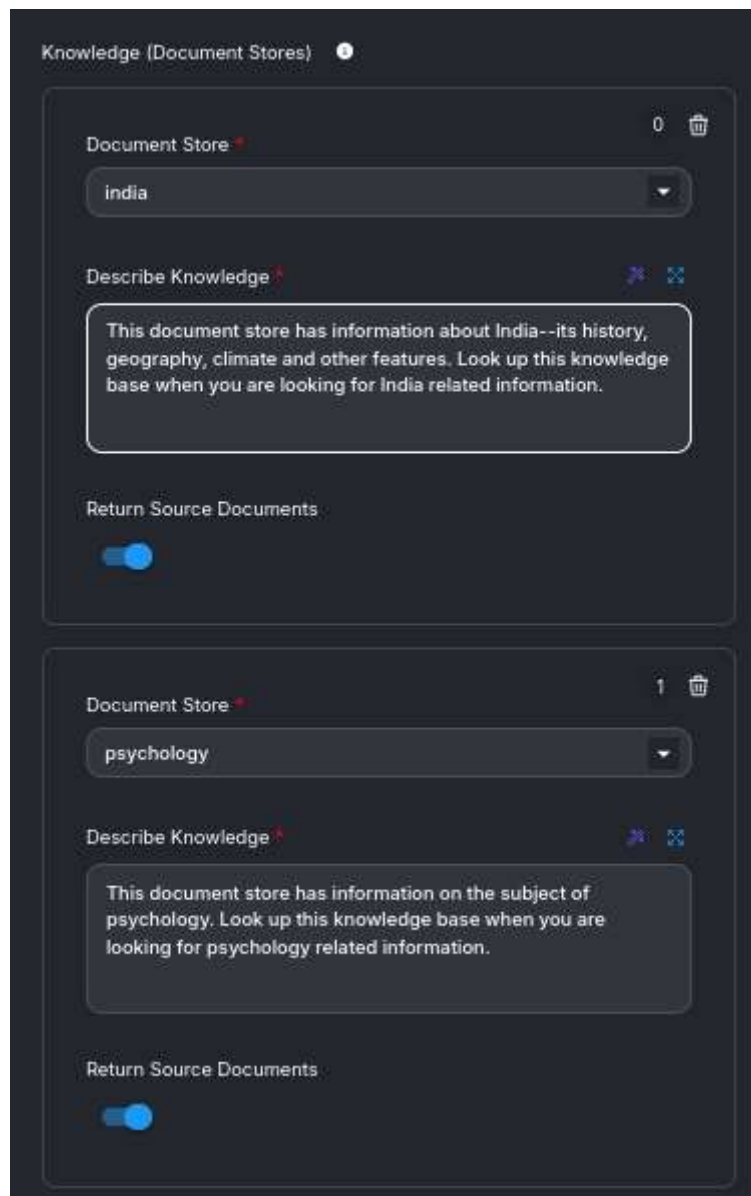 Knowledge (Document Stores)
0
Document Store *
india
Describe Knowledge *
This document store has information about India--its history,
geography, climate and other features. Look up this knowledge
base when you are looking for India related information.
Return Source Documents
1
Document Store *
psychology
Describe Knowledge *
This document store has information on the subject of
psychology. Look up this knowledge base when you are
looking for psychology related information.
Return Source Documents